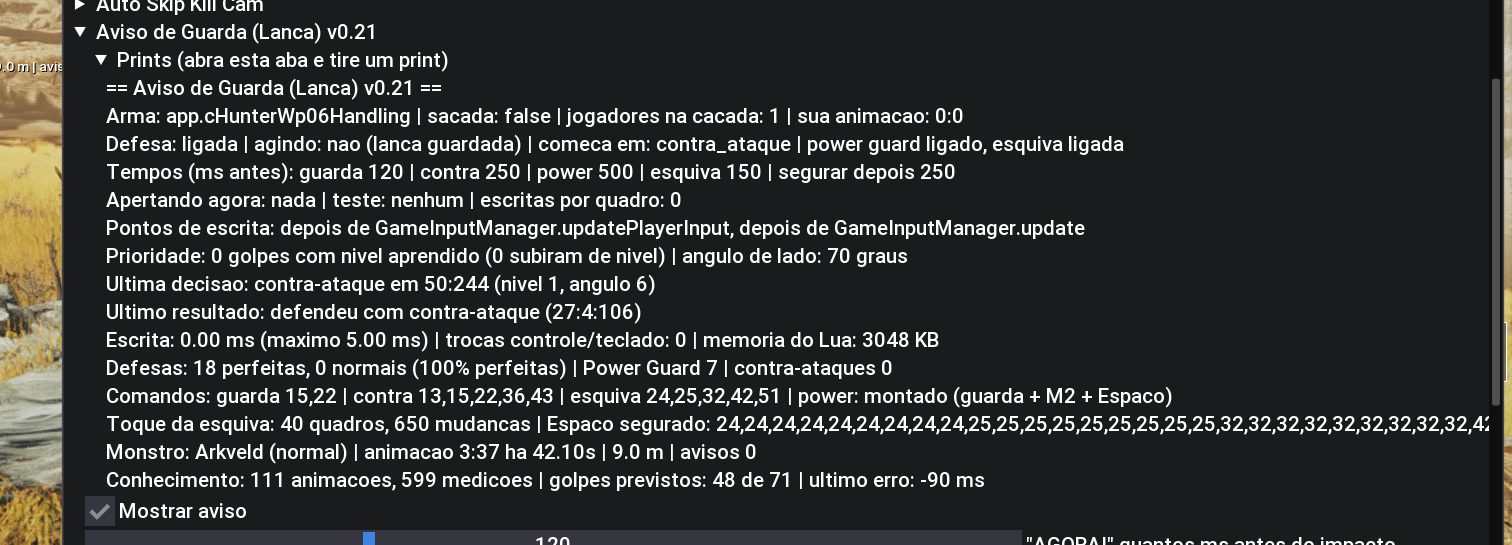 Auto Skip Kill Cam
Aviso de Guarda (Lanca) v0.21
.0 m | avis
Prints (abra esta aba e tire um print)
== Aviso de Guarda (Lanca) v0.21 ==
Arma: app.cHunterWp06Handling | sacada: false | jogadores na cacada: 1 | sua animacao: 0:0
Defesa: ligada | agindo: nao (lanca guardada) | comeca em: contra_ataque | power guard ligado, esquiva ligada
Tempos (ms antes): guarda 120 | contra 250 | power 500 | esquiva 150 | segurar depois 250
Apertando agora: nada | teste: nenhum | escritas por quadro: 0
Pontos de escrita: depois de GameInputManager.updatePlayerInput, depois de GameInputManager.update
Prioridade: 0 golpes com nivel aprendido (0 subiram de nivel) | angulo de lado: 70 graus
Ultima decisao: contra-ataque em 50:244 (nivel 1, angulo 6)
Ultimo resultado: defendeu com contra-ataque (27:4:106)
Escrita: 0.00 ms (maximo 5.00 ms) | trocas controle/teclado: 0 | memoria do Lua: 3048 KB
Defesas: 18 perfeitas, 0 normais (100% perfeitas) | Power Guard 7 | contra-ataques 0
Comandos: guarda 15,22 | contra 13,15,22,36,43 | esquiva 24,25,32,42,51 | power: montado (guarda + M2 + Espaco)
Toque da esquiva: 40 quadros, 650 mudancas | Espaco segurado: 24,24,24,24,24,24,24,24,24,25,25,25,25,25,25,25,25,25,32,32,32,32,32,32,32,32,32,42
Monstro: Arkveld (normal) | animacao 3:37 ha 42.10s | 9.0 m | avisos 0
Conhecimento: 111 animacoes, 599 medicoes | golpes previstos: 48 de 71 | ultimo erro: -90 ms
Mostrar aviso
120 "AGORA!" quantos ms antes do impacto